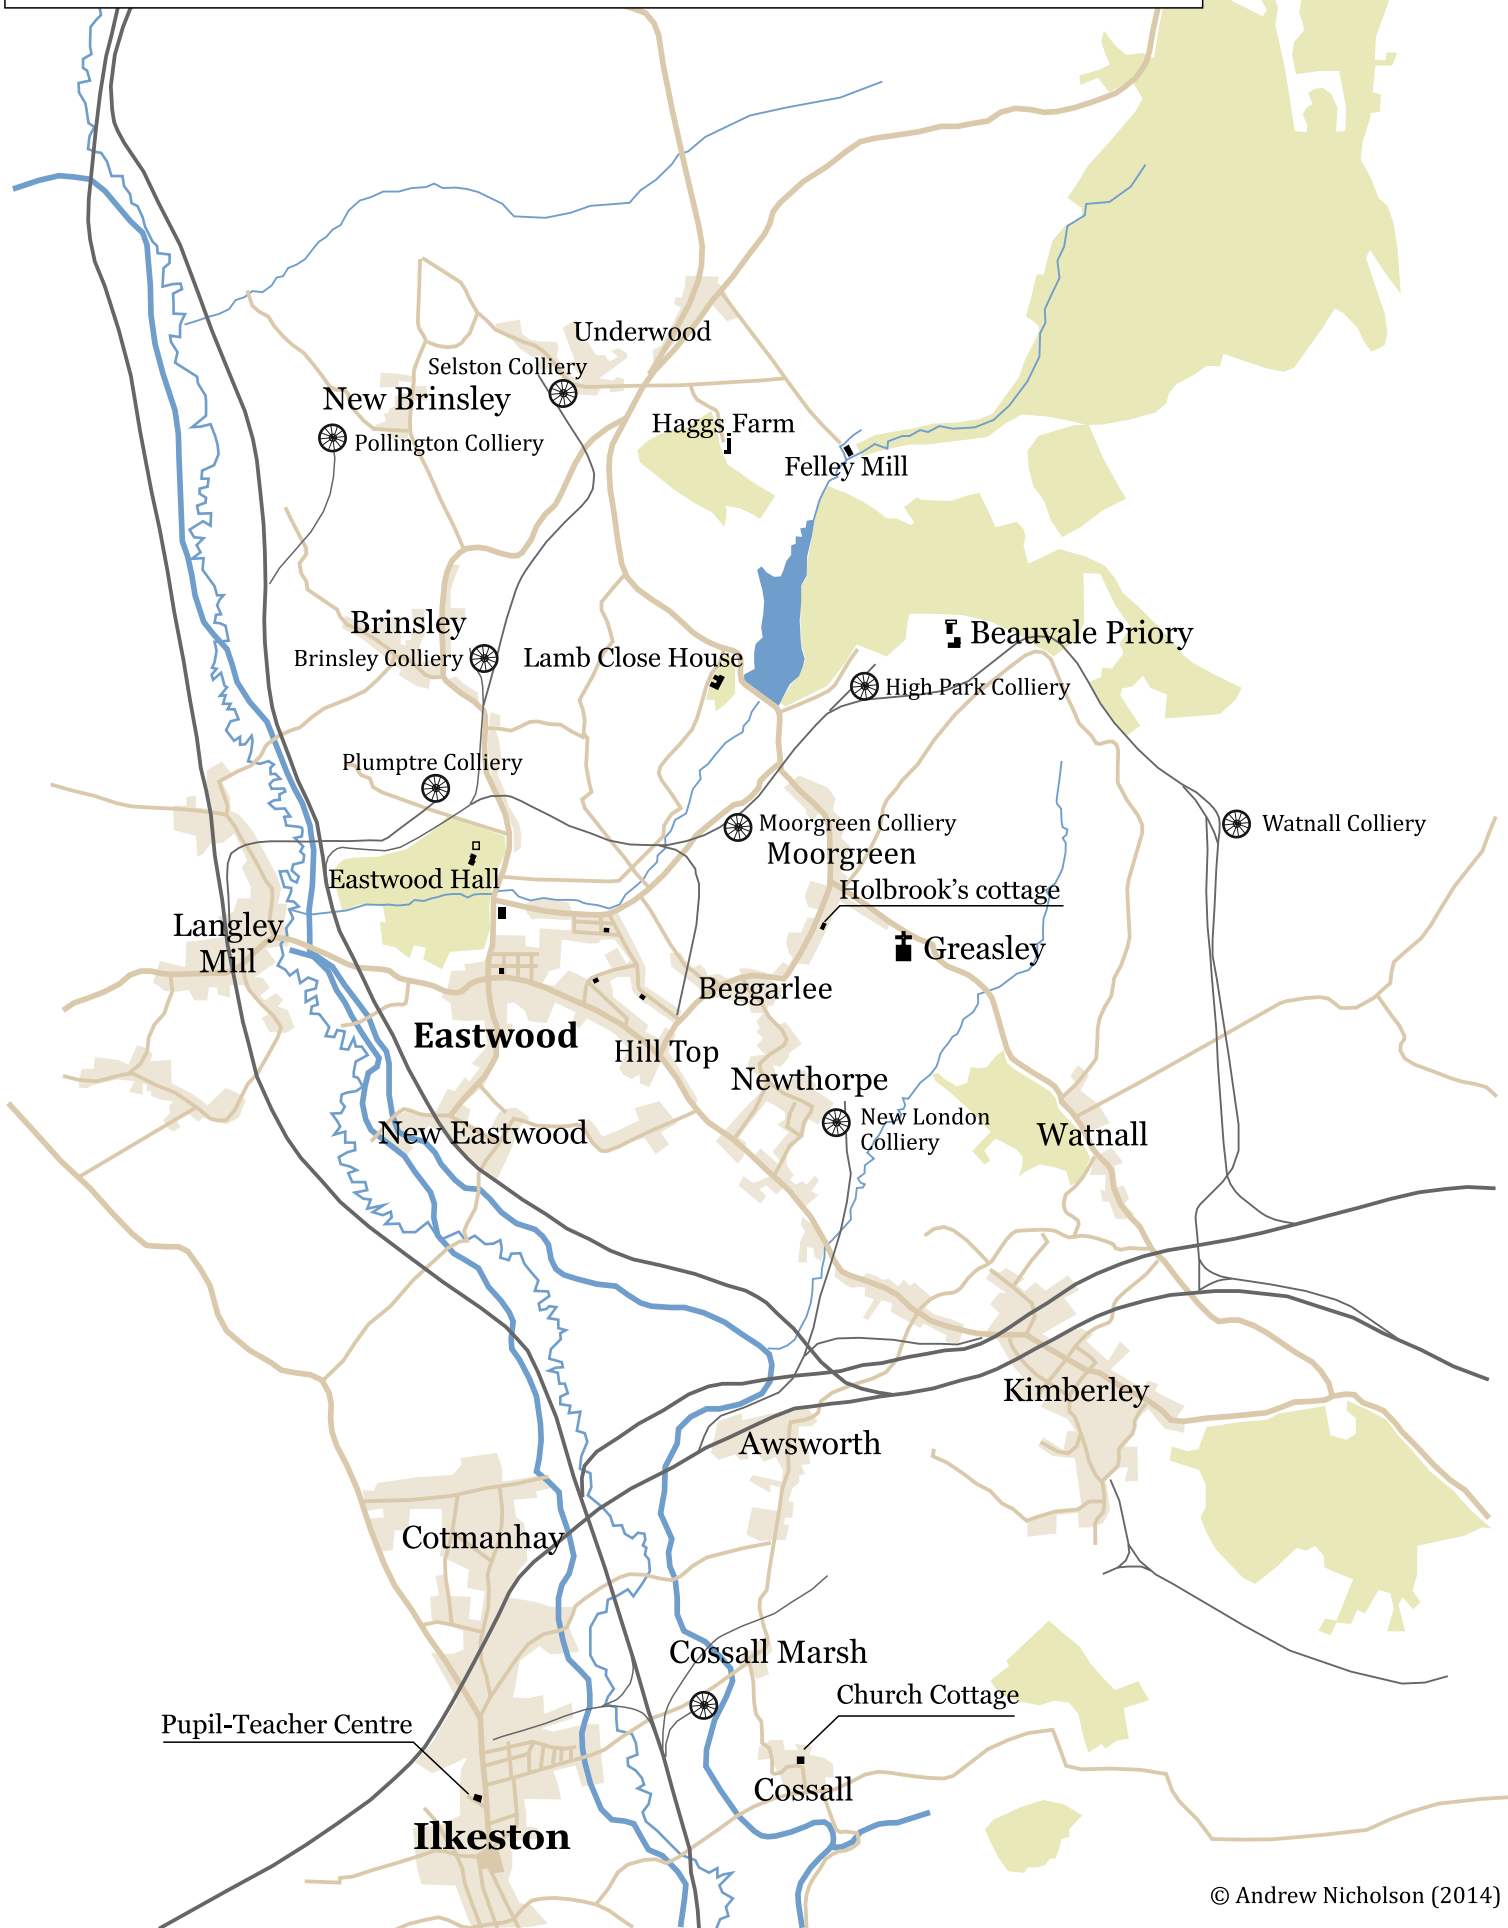 Underwood
Selston Colliery
New Brinsley
Haggs Farm
Pollington Colliery
Felley Mill
Brinsley
Beauvale Priory
Brinsley Colliery
Lamb Close House
High Park Colliery
Plumptre Colliery
Moorgreen Colliery
Watnall Colliery
Moorgreen
Eastwood Hall
Holbrook’s cottage
Langley
Mill
Greasley
Beggarlee
Eastwood
Hill Top
Newthorpe
New London
Colliery
New Eastwood
Watnall
Kimberley
Awsworth
Cotmanhay
Cossall Marsh
Church Cottage
Pupil-Teacher Centre
Cossall
Ilkeston
© Andrew Nicholson (2014)